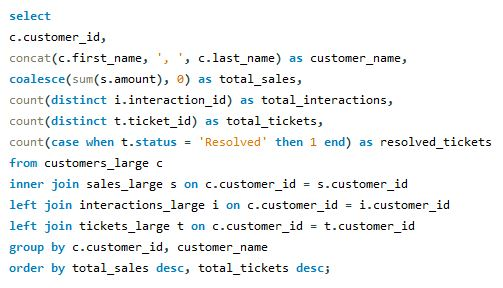 select
c.customer_id,
concat(c.first_name, ', ', c.last_name) as customer_name,
coalesce(sum(s.amount), 0) as total_sales,
count(distinct i.interaction_id) as total_interactions,
count(distinct t.ticket_id) as total_tickets,
count(case when t.status = 'Resolved' then 1 end) as resolved_tickets
from customers_large c
inner join sales_large s on c.customer_id = s.customer_id
left join interactions_large i on c.customer_id = i.customer_id
left join tickets_large t on c.customer_id = t.customer_id
group by c.customer_id, customer_name
order by total_sales desc, total_tickets desc;